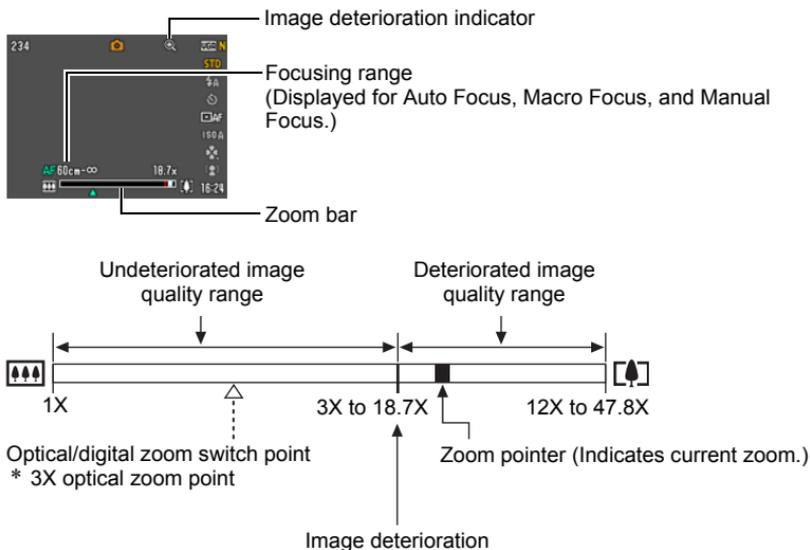 Image deterioration indicator
234
N
STD
Focusing range
(Displayed for Auto Focus, Macro Focus, and Manual
Focus.)
A
AF
ISO A
AF 60cm-∞
18.7x
16:24
Zoom bar
Undeteriorated image
quality range
Deteriorated image
quality range
1X
3X to 18.7X
12X to 47.8X
Optical/digital zoom switch point
* 3X optical zoom point
Zoom pointer (Indicates current zoom.)
Image deterioration